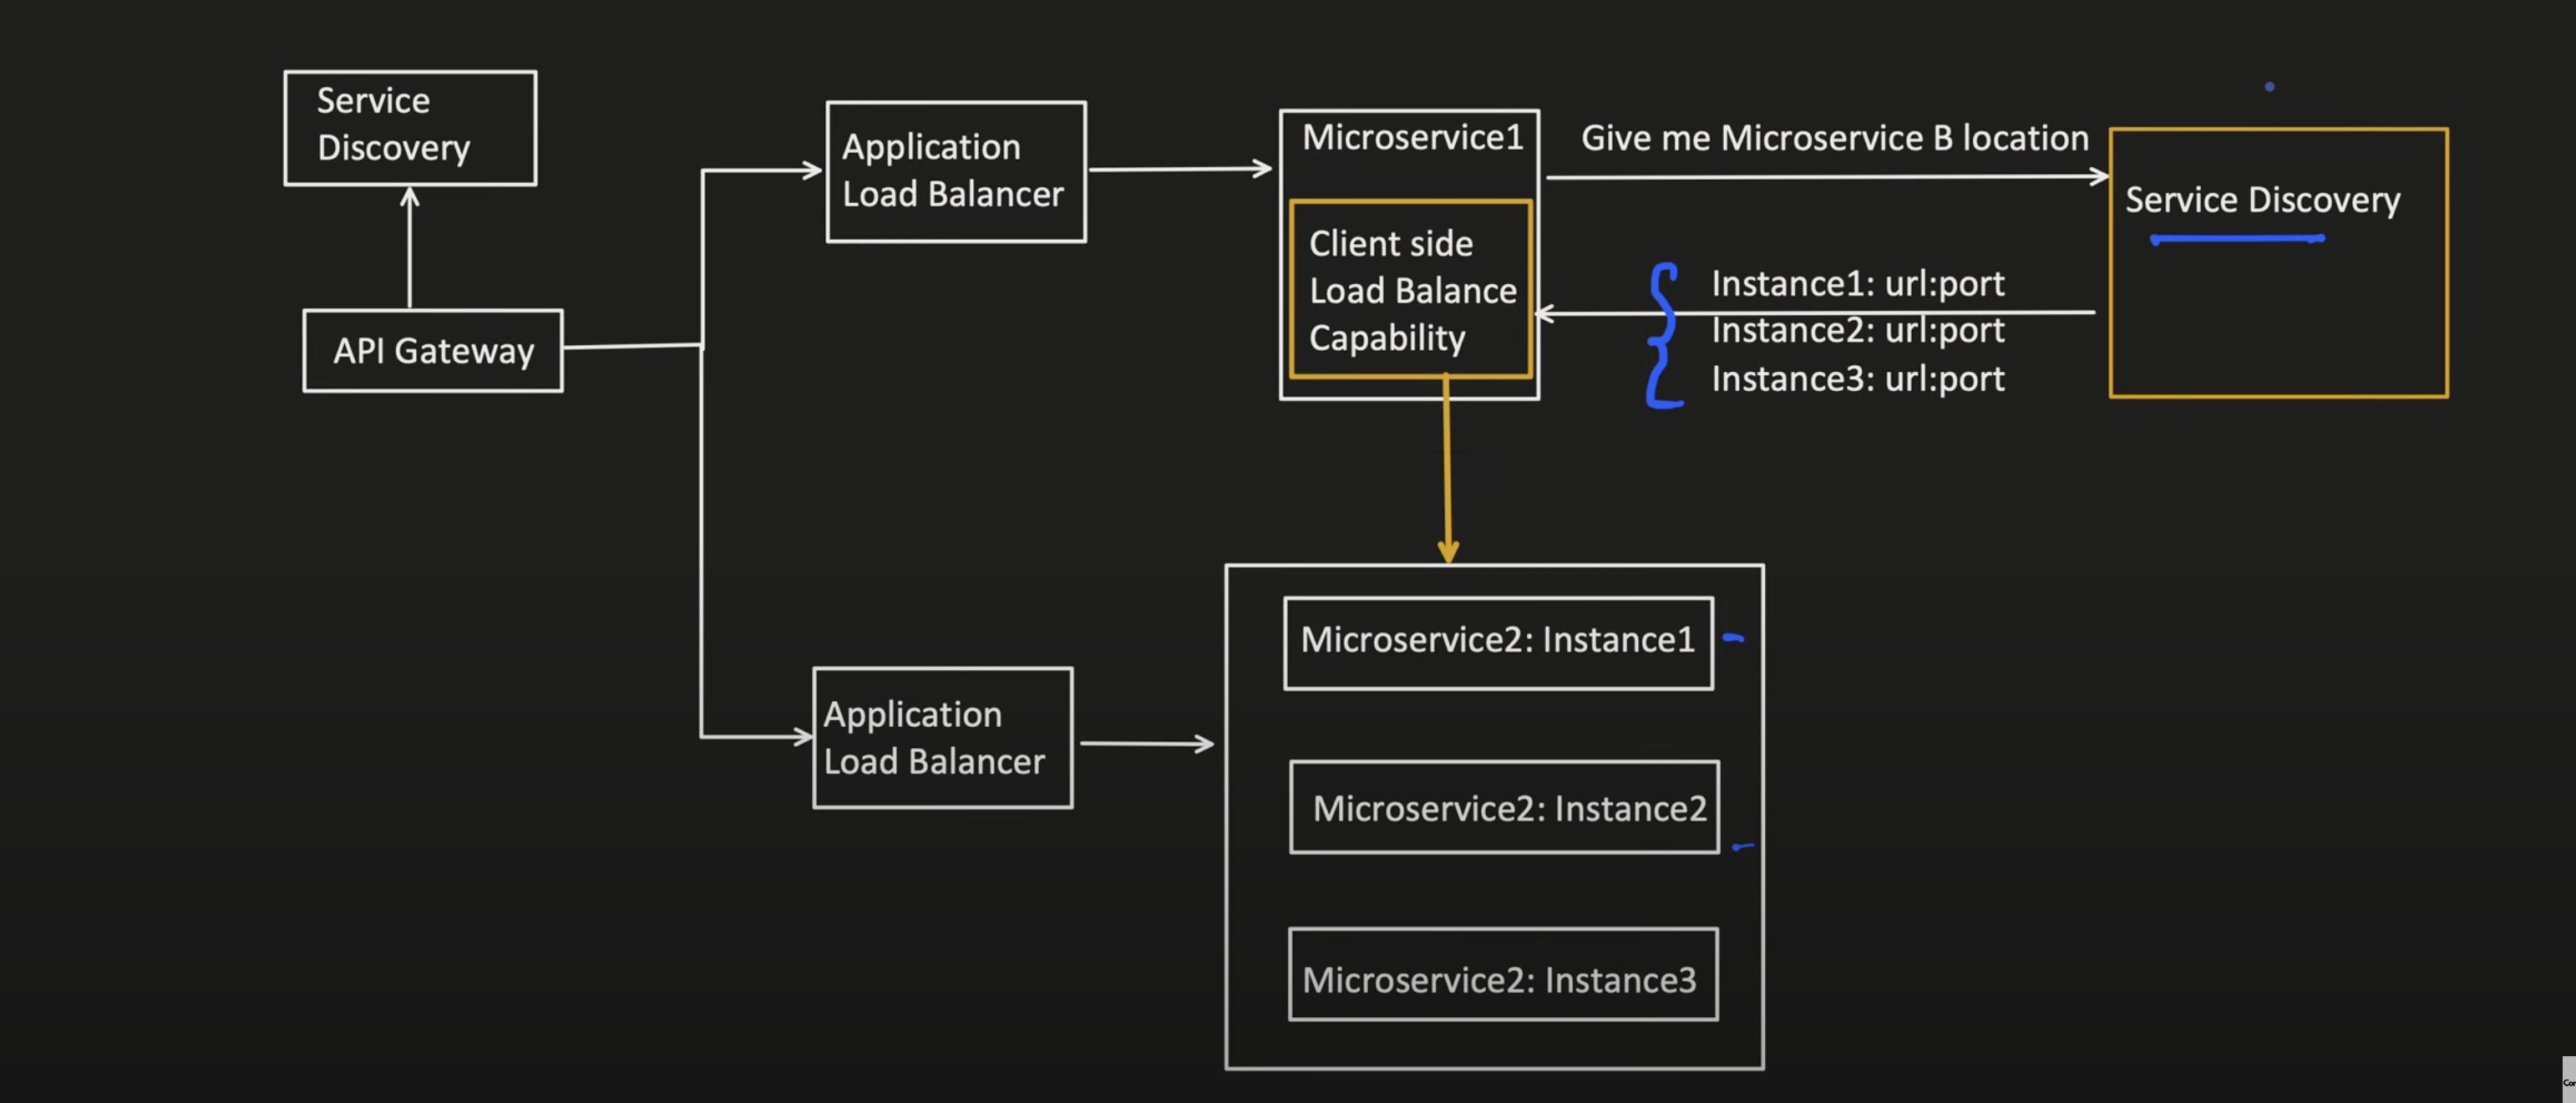 Service
Discovery
API Gateway
Application
Load Balancer
Microservice1
Client side
Load Balance
Capability
Give me Microservice B location
Service Discovery
Instance1: url:port
Instance2: url:port
Instance3: url:port
Application
Load Balancer
Microservice2: Instance1
Microservice2: Instance2
Microservice2: Instance3